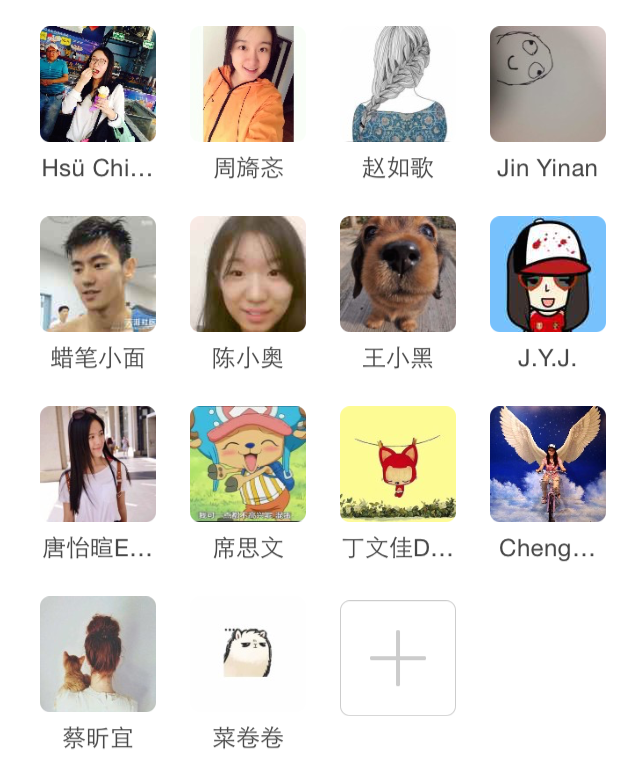 Hsü Chi...
周旖忞
赵如歌
Jin Yinan
蜡笔小面
陈小奥
王小黑
J.Y.J.
唐怡暄E...
席思文
丁文佳D...
Cheng...
蔡昕宜
菜卷卷